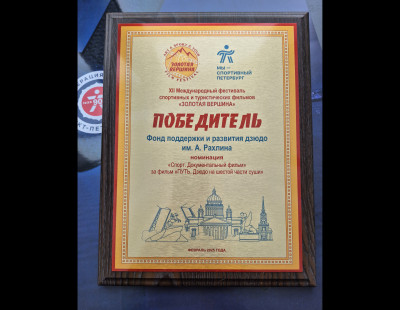 ЗОЛОТАЯ
ВЕРШИНА
МЫ —
СПОРТИВНЫЙ
ПЕТЕРБУРГ
XII Международный фестиваль
спортивных и туристических фильмов
«ЗОЛОТАЯ ВЕРШИНА»
ПОБЕДИТЕЛЬ
Фонд поддержки и развития дзюдо
им. А. Рахлина
номинация
«Спорт. Документальный фильм»
за фильм «ПУТЬ. Дзюдо на шестой части суши»